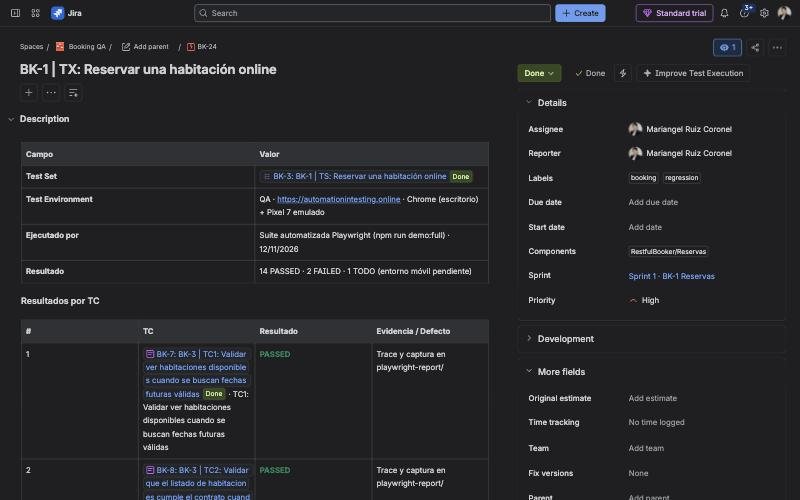 Jira
Search
Create
Standard trial
3+
Spaces / Booking QA / Add parent / BK-24
1
BK-1 | TX: Reservar una habitación online
Description
Campo Valor
Test Set BK-3: BK-1 | TS: Reservar una habitación online Done
Test Environment QA · https://automationintesting.online · Chrome (escritorio)
+ Pixel 7 emulado
Ejecutado por Suite automatizada Playwright (npm run demo:full) ·
12/11/2026
Resultado 14 PASSED · 2 FAILED · 1 TODO (entorno móvil pendiente)
Resultados por TC
# TC Resultado Evidencia / Defecto
1 BK-7: BK-3 | TC1: Validar PASSED Trace y captura en
ver habitaciones disponible playwright-report/
s cuando se buscan fechas
futuras válidas Done · TC1:
Validar ver habitaciones
disponibles cuando se
buscan fechas futuras
válidas
2 BK-8: BK-3 | TC2: Validar PASSED Trace y captura en
que el listado de habitacion playwright-report/
es cumple el contrato cuand
Done Done Improve Test Execution
Details
Assignee Mariangel Ruiz Coronel
Reporter Mariangel Ruiz Coronel
Labels booking regression
Due date Add due date
Start date Add date
Components RestfulBooker/Reservas
Sprint Sprint 1 · BK-1 Reservas
Priority High
Development
More fields
Original estimate Add estimate
Time tracking No time logged
Team Add team
Fix versions None
Parent Add parent